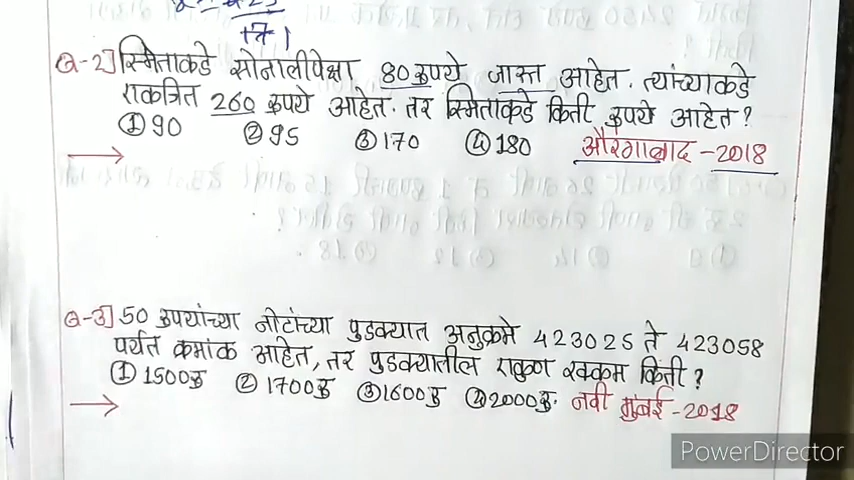 171
Q-2] स्मिताकडे सोनालीपेक्षा 80 रुपये जास्त आहेत. त्यांच्याकडे
एकत्रित 260 रुपये आहेत. तर स्मिताकडे किती रुपये आहेत?
① 90 ② 95 ③ 170 ④ 180 औरंगाबाद - 2018
Q-3] 50 रुपयांच्या नोटांच्या पुडक्यात अनुक्रमे 423025 ते 423058
पर्यंत क्रमांक आहेत, तर पुडक्यातील एकुण रक्कम किती?
① 1500रु ② 1700रु ③ 1600रु ④ 2000रु. नवी मुंबई - 2018
PowerDirector